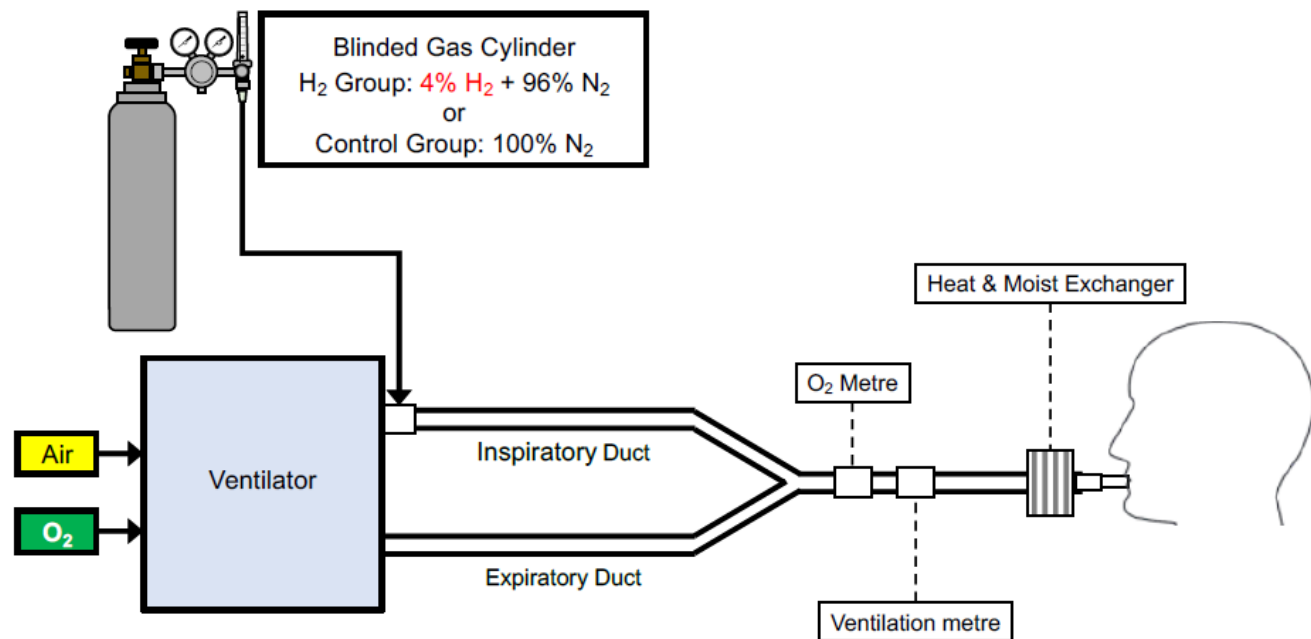 Blinded Gas Cylinder
H₂ Group: 4% H₂ + 96% N₂
or
Control Group: 100% N₂
Heat & Moist Exchanger
O₂ Metre
Air
Ventilator
Inspiratory Duct
O₂
Expiratory Duct
Ventilation metre